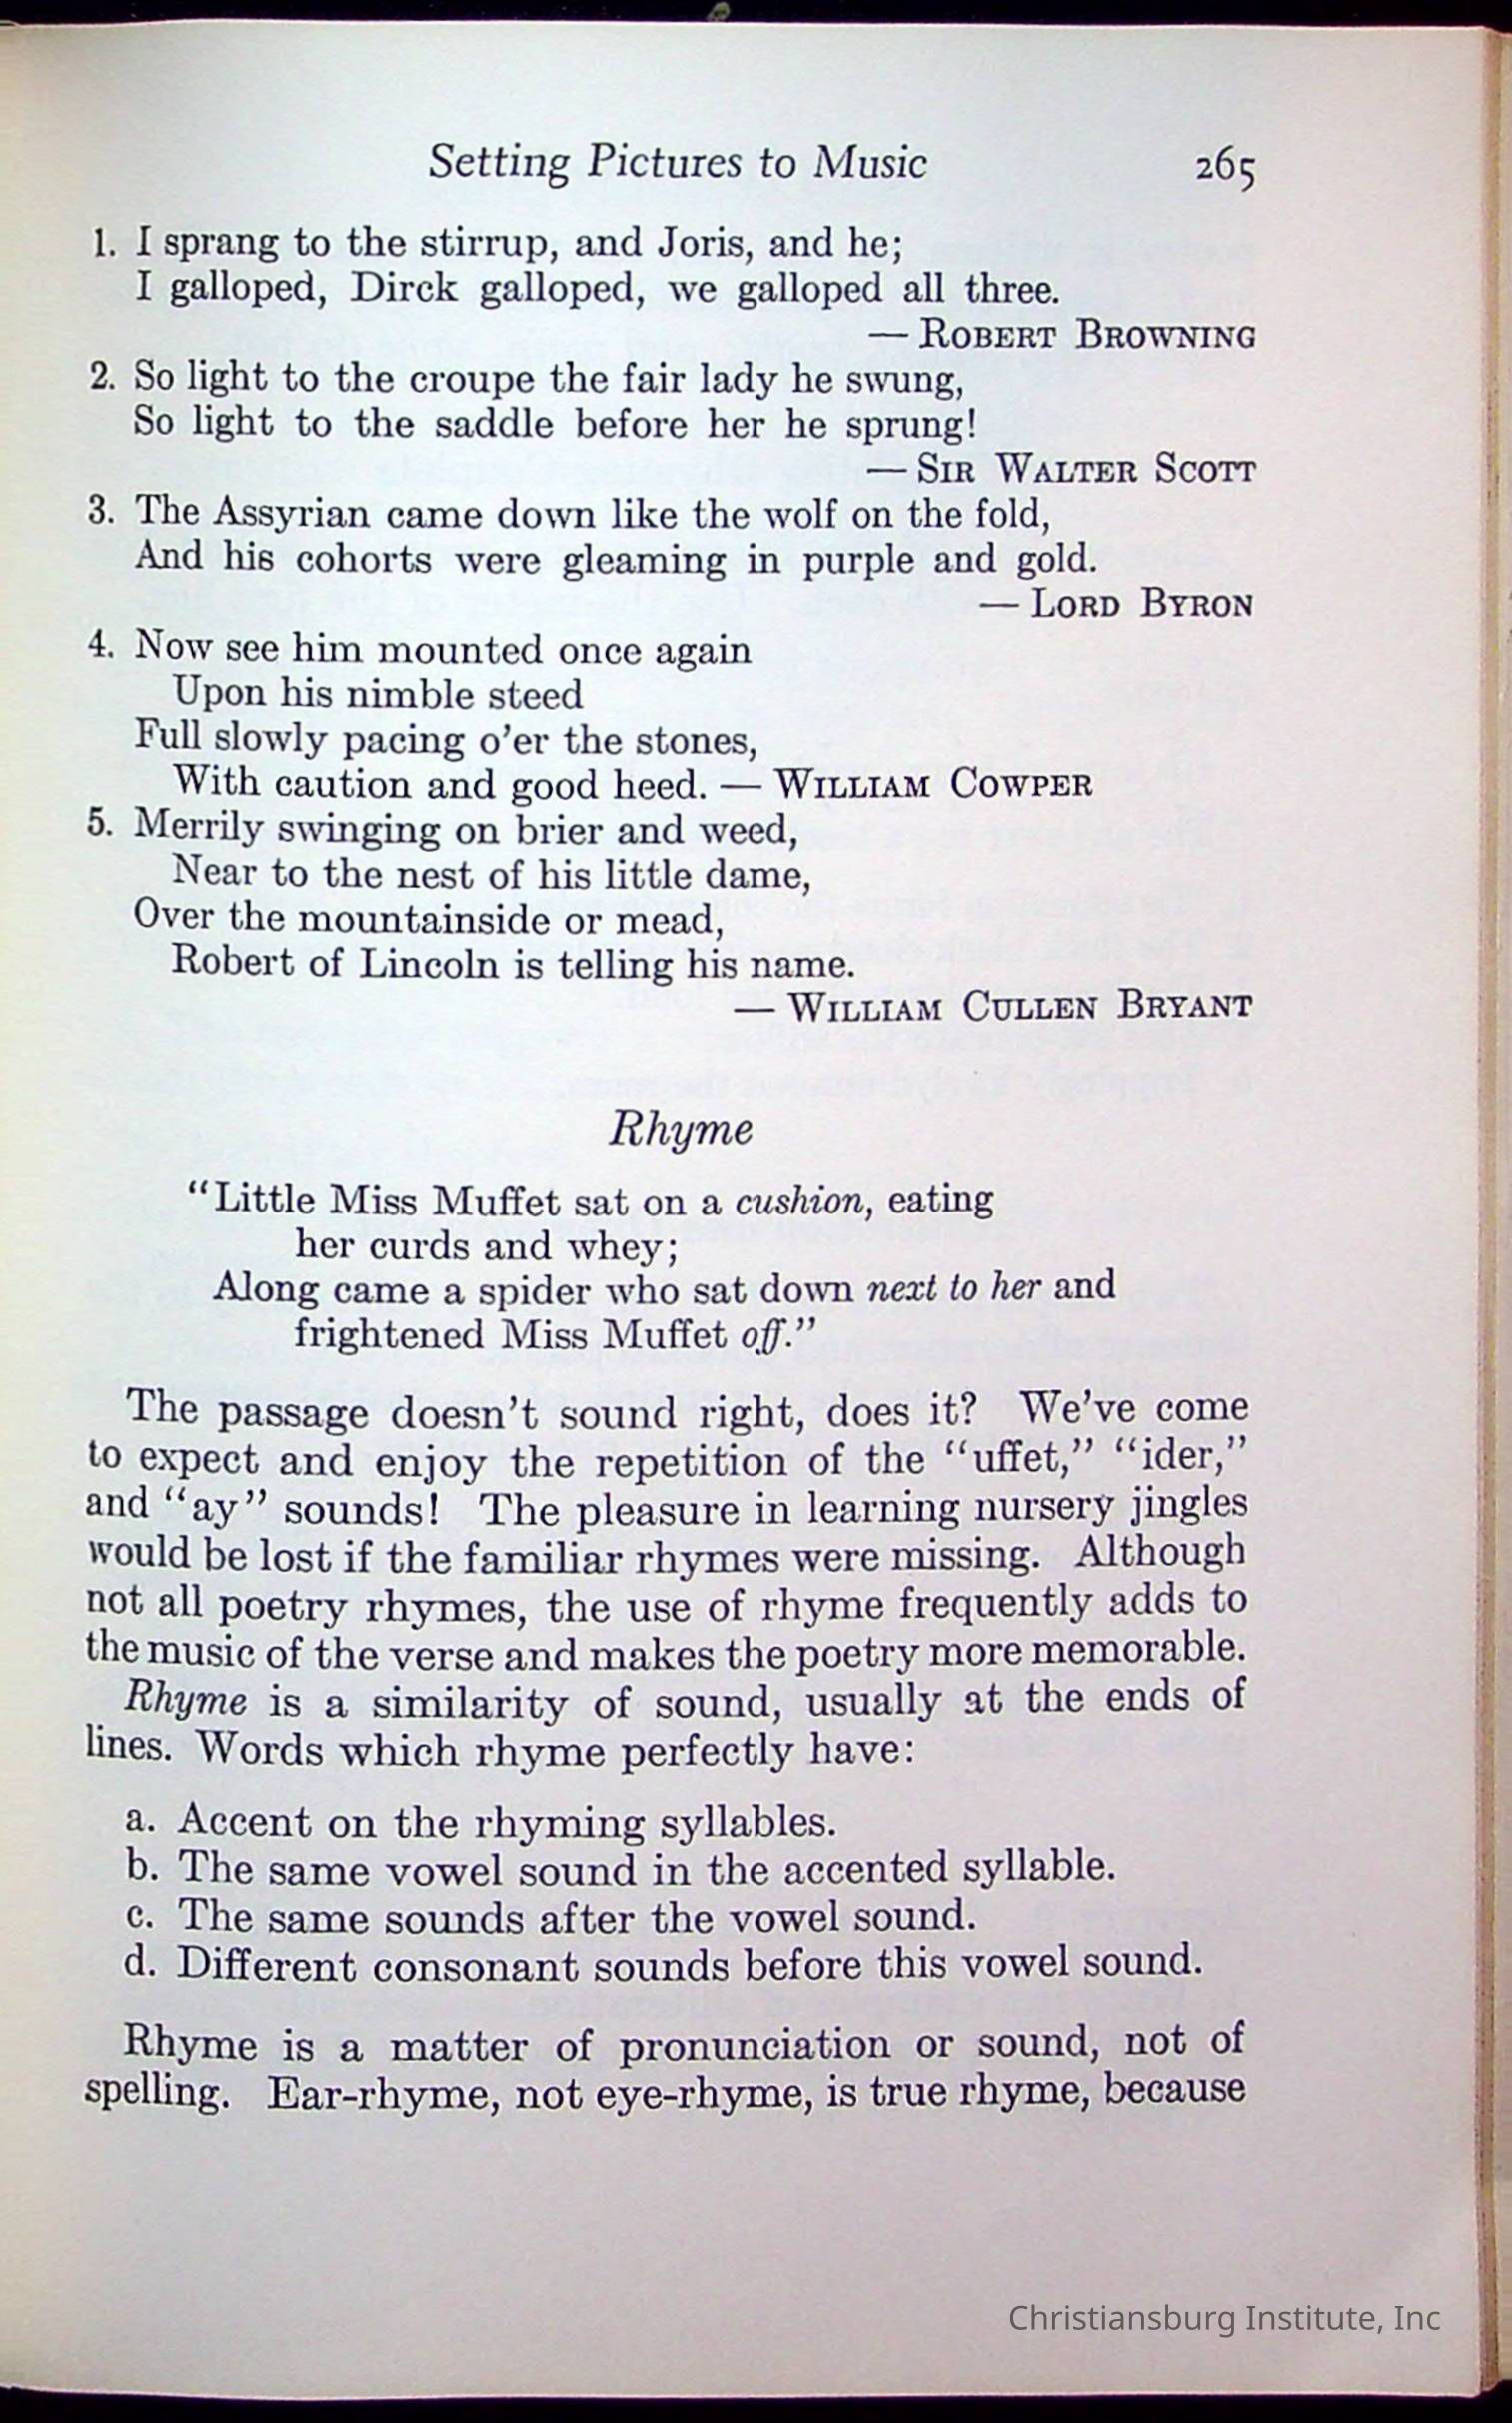 Setting Pictures to Music 265
1. I sprang to the stirrup, and Joris, and he;
I galloped, Dirck galloped, we galloped all three.
— ROBERT BROWNING
2. So light to the croupe the fair lady he swung,
So light to the saddle before her he sprung!
— SIR WALTER SCOTT
3. The Assyrian came down like the wolf on the fold,
And his cohorts were gleaming in purple and gold.
— LORD BYRON
4. Now see him mounted once again
Upon his nimble steed
Full slowly pacing o'er the stones,
With caution and good heed. — WILLIAM COWPER
5. Merrily swinging on brier and weed,
Near to the nest of his little dame,
Over the mountainside or mead,
Robert of Lincoln is telling his name.
— WILLIAM CULLEN BRYANT
Rhyme
"Little Miss Muffet sat on a cushion, eating
her curds and whey;
Along came a spider who sat down next to her and
frightened Miss Muffet off."
The passage doesn't sound right, does it? We've come
to expect and enjoy the repetition of the "uffet," "ider,"
and "ay" sounds! The pleasure in learning nursery jingles
would be lost if the familiar rhymes were missing. Although
not all poetry rhymes, the use of rhyme frequently adds to
the music of the verse and makes the poetry more memorable.
Rhyme is a similarity of sound, usually at the ends of
lines. Words which rhyme perfectly have:
a. Accent on the rhyming syllables.
b. The same vowel sound in the accented syllable.
c. The same sounds after the vowel sound.
d. Different consonant sounds before this vowel sound.
Rhyme is a matter of pronunciation or sound, not of
spelling. Ear-rhyme, not eye-rhyme, is true rhyme, because
Christiansburg Institute, Inc